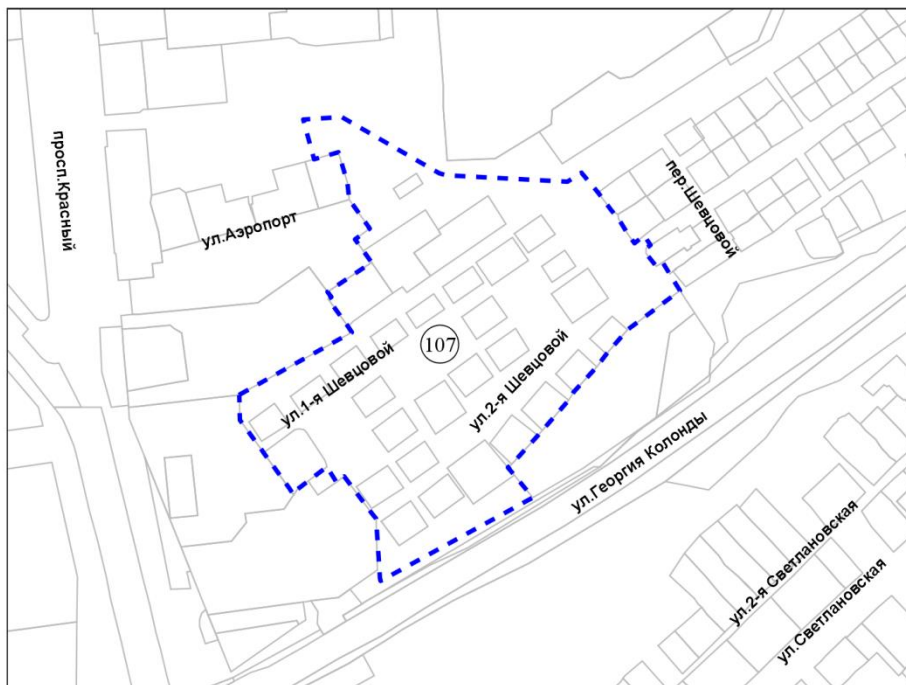 просп.Красный
ул.Аэропорт
пер.Шевцовой
107
ул.1-я Шевцовой
ул.2-я Шевцовой
ул.Георгия Колонды
ул.2-я Светлановская
ул.Светлановская